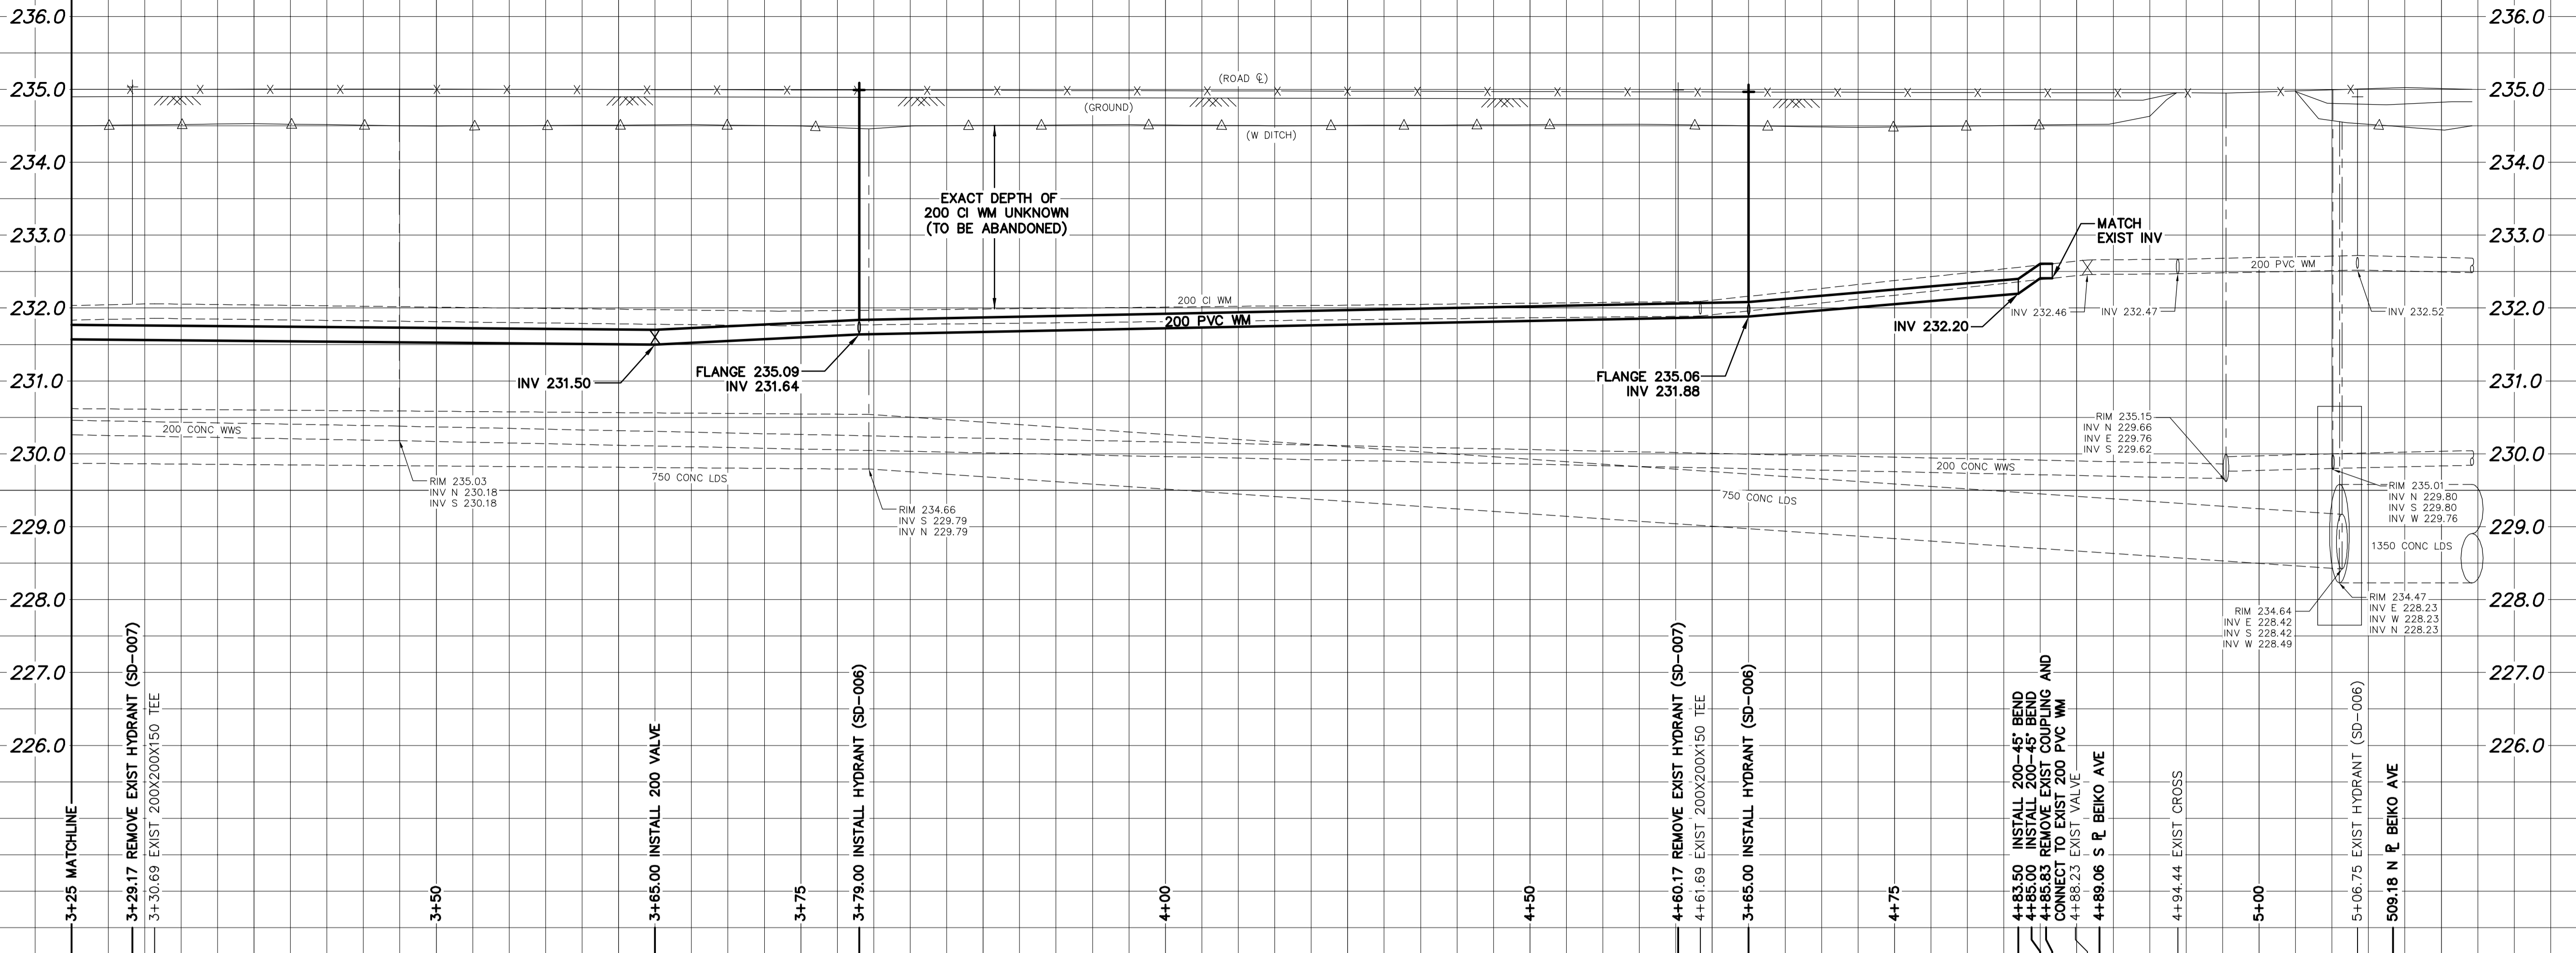 236.0
236.0
235.0
235.0
234.0
234.0
233.0
233.0
232.0
232.0
231.0
231.0
230.0
230.0
229.0
229.0
228.0
228.0
227.0
227.0
226.0
226.0
(ROAD ℄)
(GROUND)
(W DITCH)
EXACT DEPTH OF
200 CI WM UNKNOWN
(TO BE ABANDONED)
MATCH
EXIST INV
200 PVC WM
200 CI WM
200 PVC WM
INV 232.20
INV 232.46
INV 232.47
INV 232.52
INV 231.50
FLANGE 235.09
INV 231.64
FLANGE 235.06
INV 231.88
200 CONC WWS
RIM 235.03
INV N 230.18
INV S 230.18
750 CONC LDS
RIM 234.66
INV S 229.79
INV N 229.79
RIM 235.15
INV N 229.66
INV E 229.76
INV S 229.62
200 CONC WWS
750 CONC LDS
RIM 235.01
INV N 229.80
INV S 229.80
INV W 229.76
1350 CONC LDS
RIM 234.64
INV E 228.42
INV S 228.42
INV W 228.49
RIM 234.47
INV E 228.23
INV W 228.23
INV N 228.23
3+25 MATCHLINE
3+29.17 REMOVE EXIST HYDRANT (SD-007)
3+30.69 EXIST 200X200X150 TEE
3+50
3+65.00 INSTALL 200 VALVE
3+75
3+79.00 INSTALL HYDRANT (SD-006)
4+00
4+50
4+60.17 REMOVE EXIST HYDRANT (SD-007)
4+61.69 EXIST 200X200X150 TEE
3+65.00 INSTALL HYDRANT (SD-006)
4+75
4+83.50 INSTALL 200-45° BEND
4+85.00 INSTALL 200-45° BEND
4+85.83 REMOVE EXIST COUPLING AND
CONNECT TO EXIST 200 PVC WM
4+88.23 EXIST VALVE
4+89.06 S ⅊ BEIKO AVE
4+94.44 EXIST CROSS
5+00
5+06.75 EXIST HYDRANT (SD-006)
509.18 N ⅊ BEIKO AVE